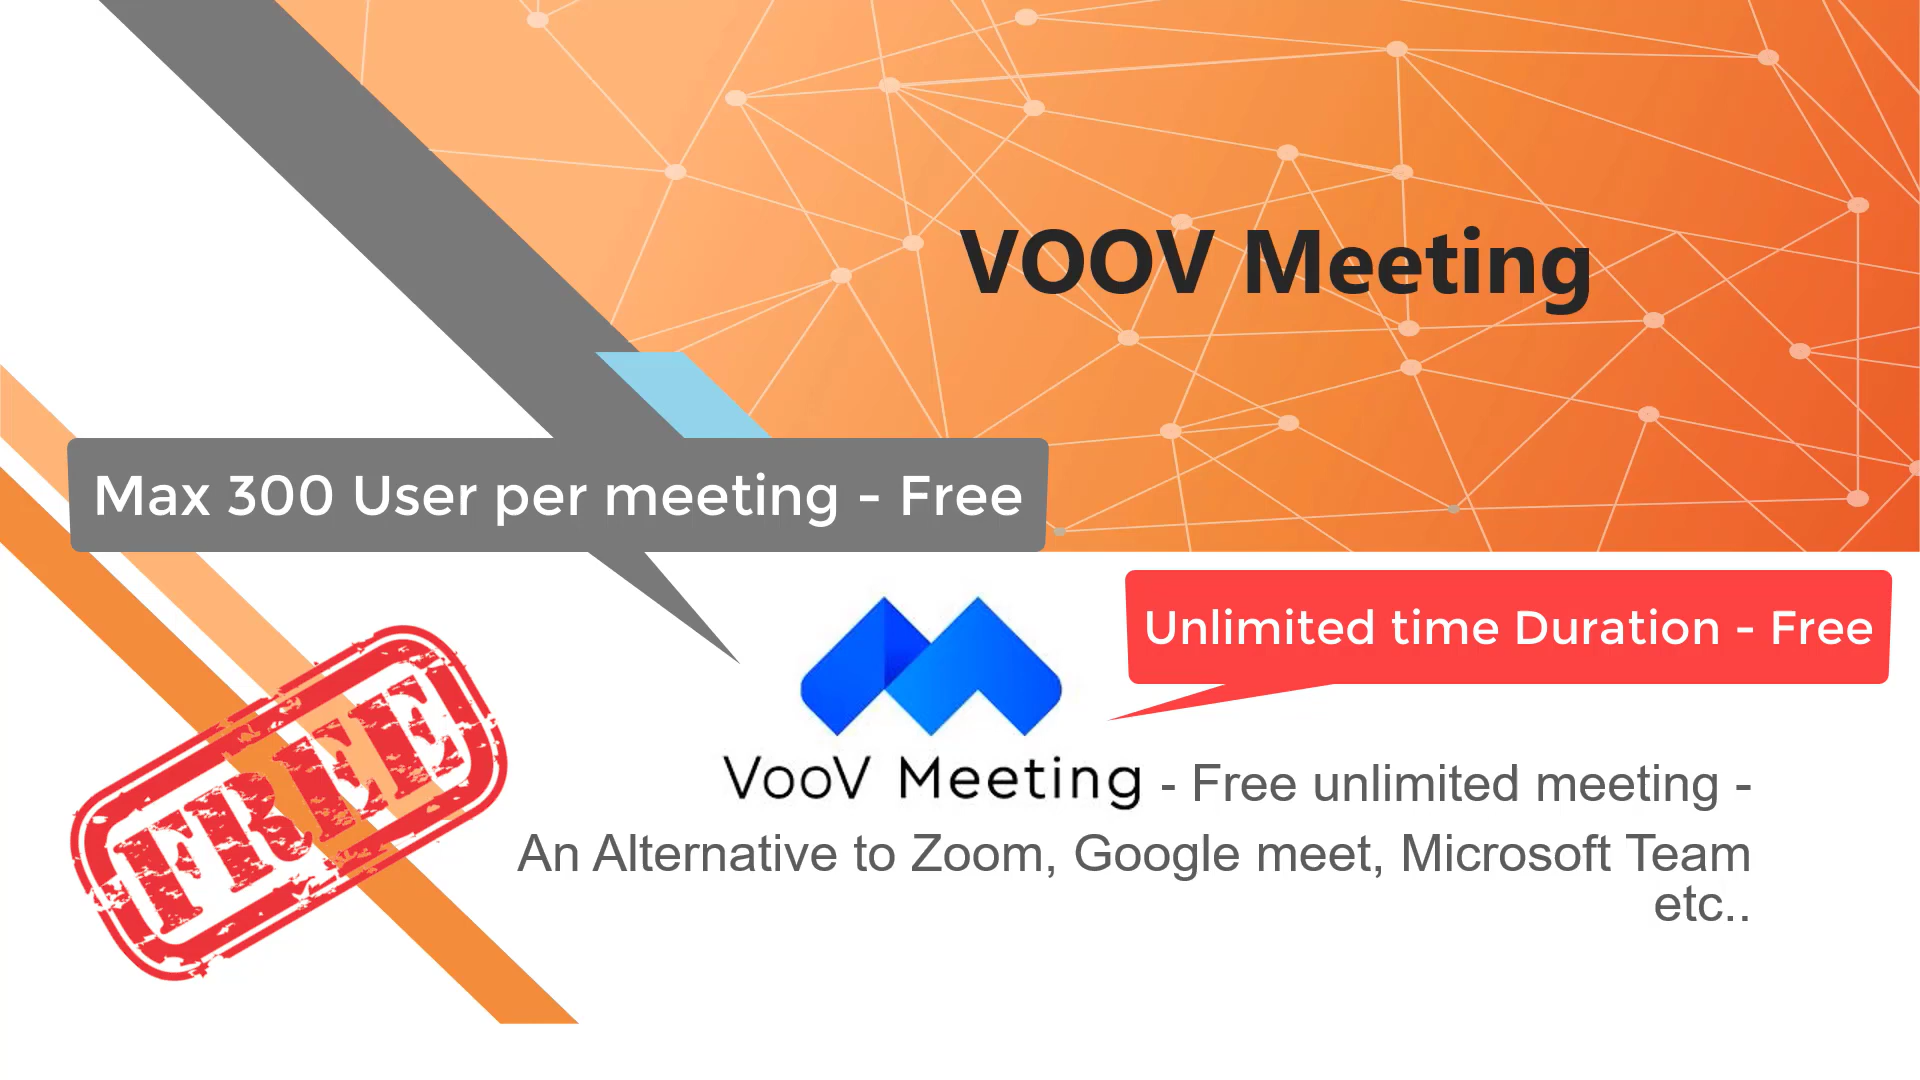 VOOV Meeting
Max 300 User per meeting - Free
Unlimited time Duration - Free
FREE
VooV Meeting - Free unlimited meeting -
An Alternative to Zoom, Google meet, Microsoft Team
etc..